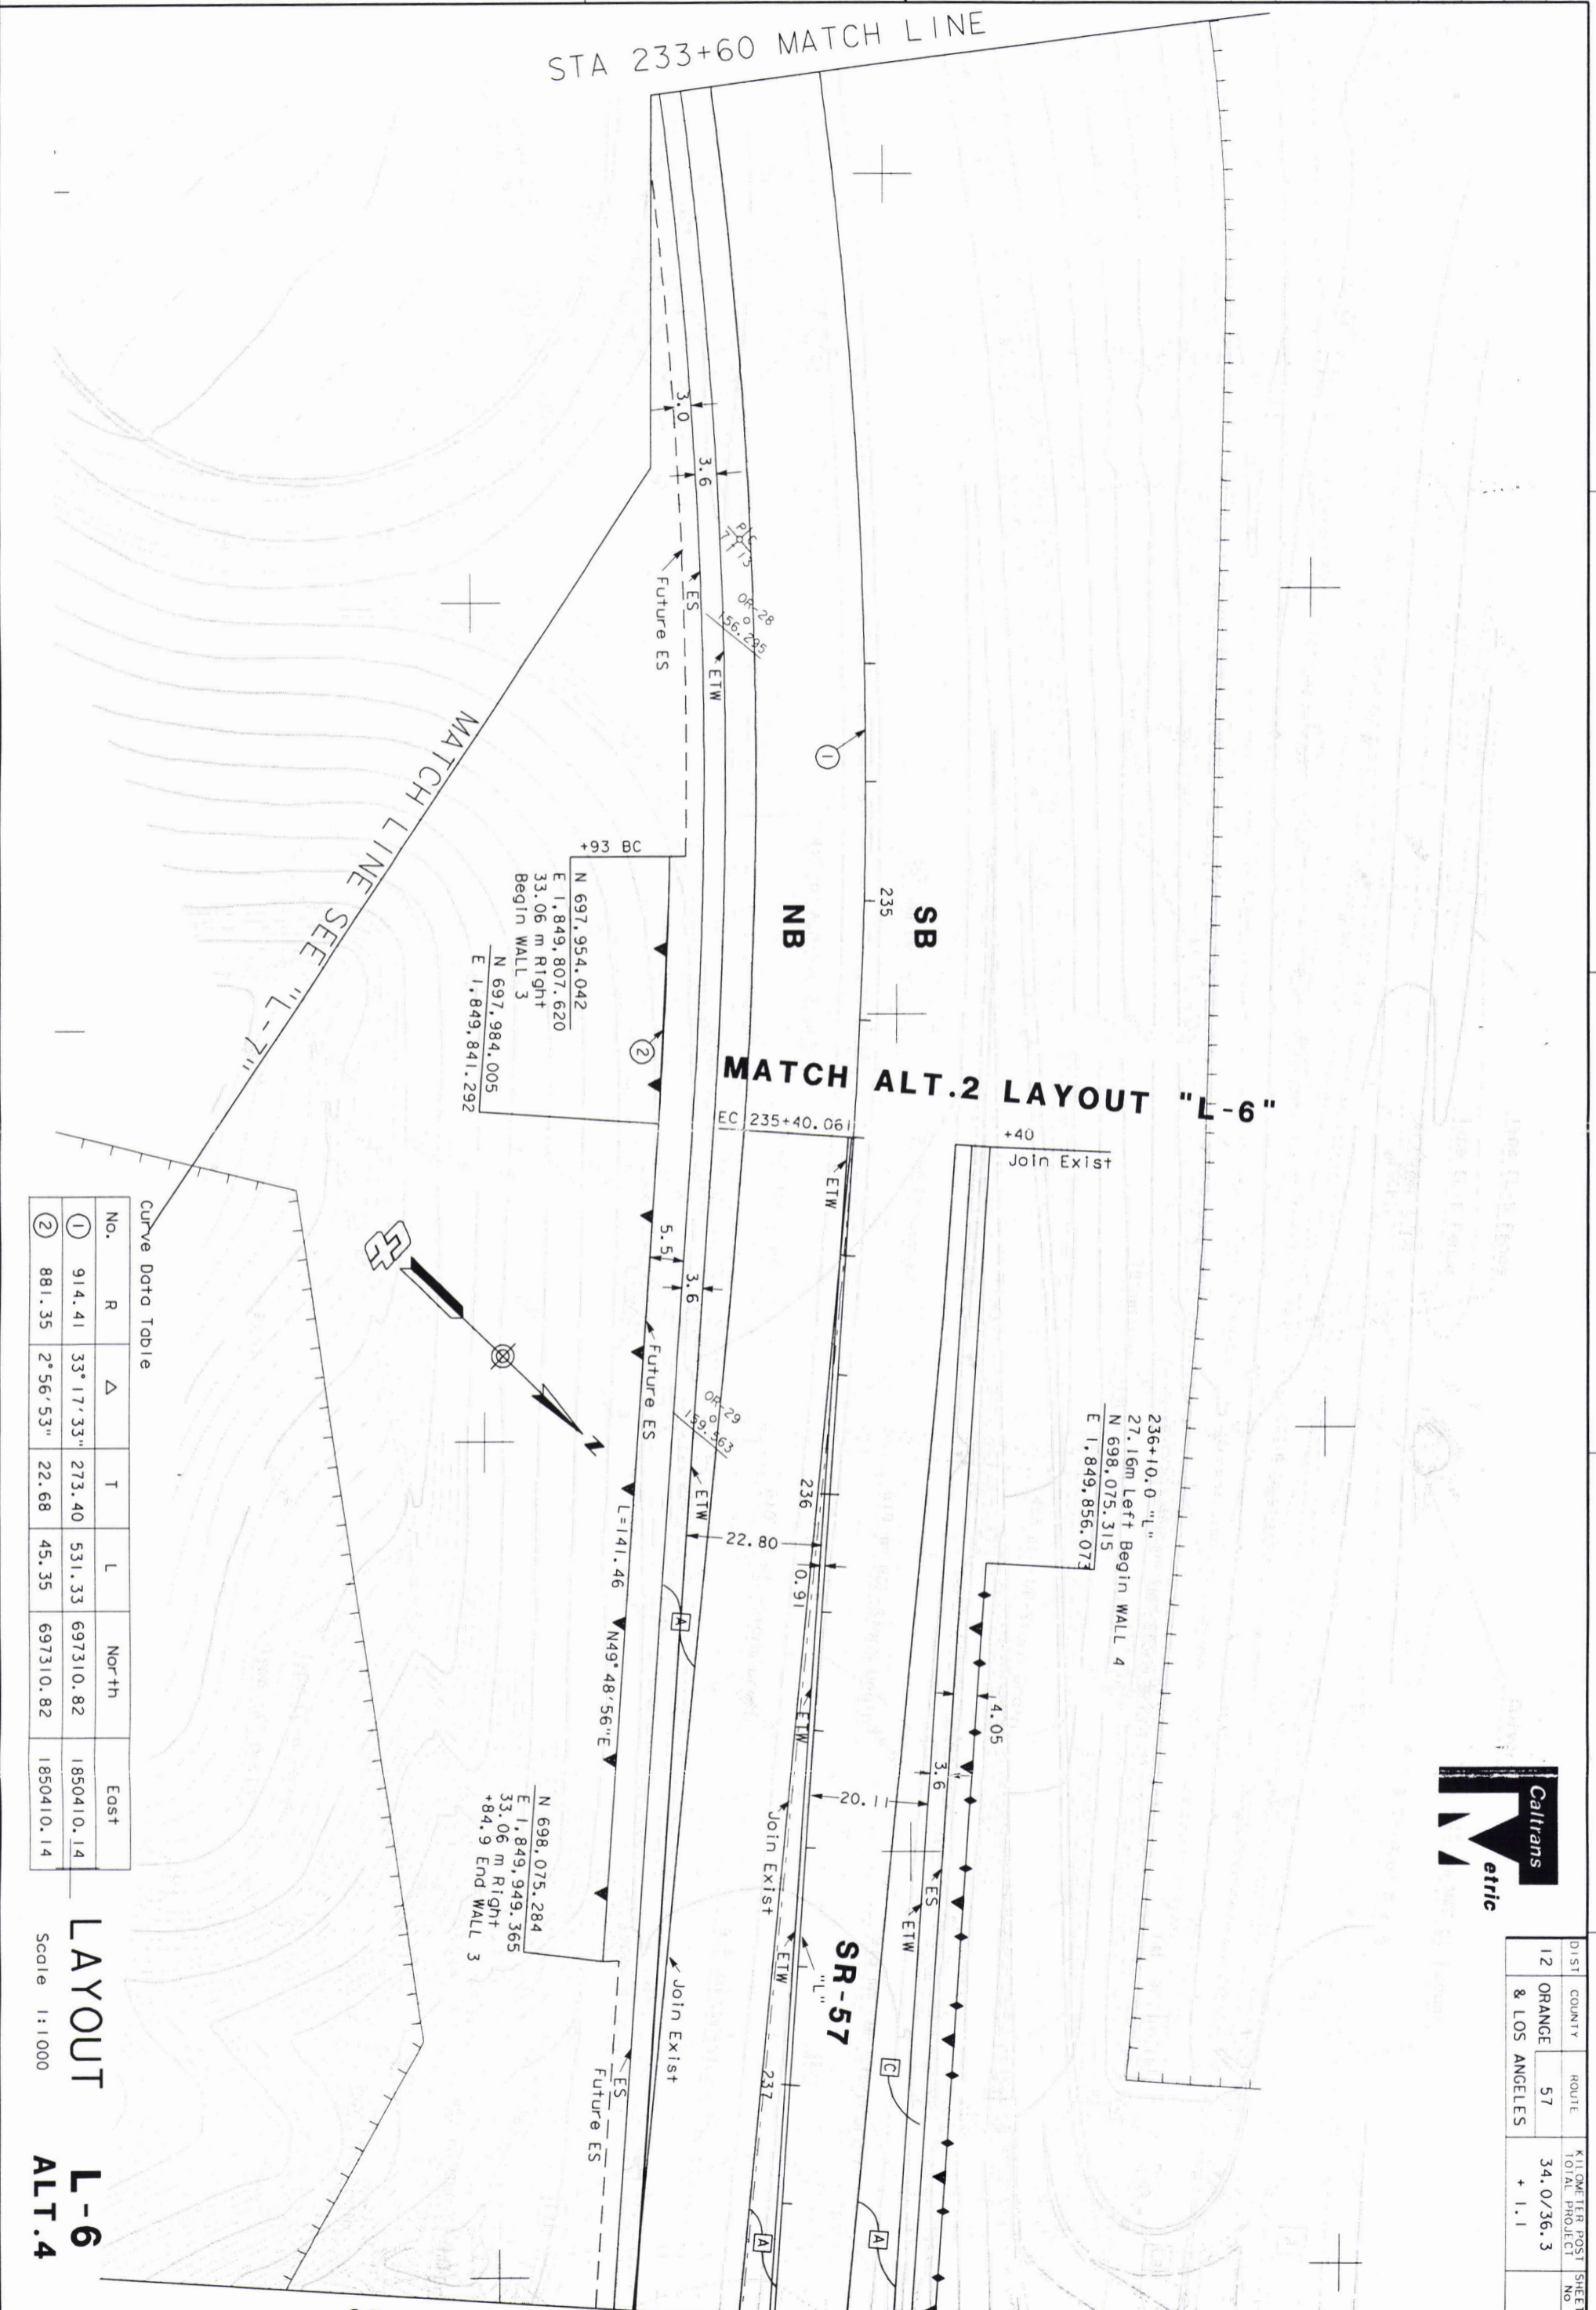 STA 233+60 MATCH LINE
3.0
3.6
Future ES
ES
P/C
7-13
OR-28
156.295
ETW
1
235
SB
NB
MATCH LINE SEE "L-7"
+93 BC
N 697,954.042
E 1,849,807.620
33.06 m Right
Begin WALL 3
N 697,984.005
E 1,849,841.292
2
MATCH ALT.2 LAYOUT "L-6"
EC 235+40.061
+40
Join Exist
ETW
5.5
3.6
Future ES
OR-29
159.563
ETW
236
22.80
0.91
L=141.46
N49°48'56"E
A
236+10.0 "L"
27.16m Left Begin WALL 4
N 698,075.315
E 1,849,856.073
4.05
3.6
20.11
ETW
Join Exist
ES
ETW
ETW
"L"
SR-57
N 698,075.284
E 1,849,949.365
33.06 m Right
+84.9 End WALL 3
Join Exist
ES
Future ES
237
C
A
A
N
Curve Data Table
No. R Δ T L North East
1 914.41 33°17'33" 273.40 531.33 697310.82 1850410.14
2 881.35 2°56'53" 22.68 45.35 697310.82 1850410.14
Caltrans
Metric
DIST COUNTY ROUTE KILOMETER POST TOTAL PROJECT SHEET No
12 ORANGE & LOS ANGELES 57 34.0/36.3 + 1.1
LAYOUT L-6
Scale 1:1000 ALT.4